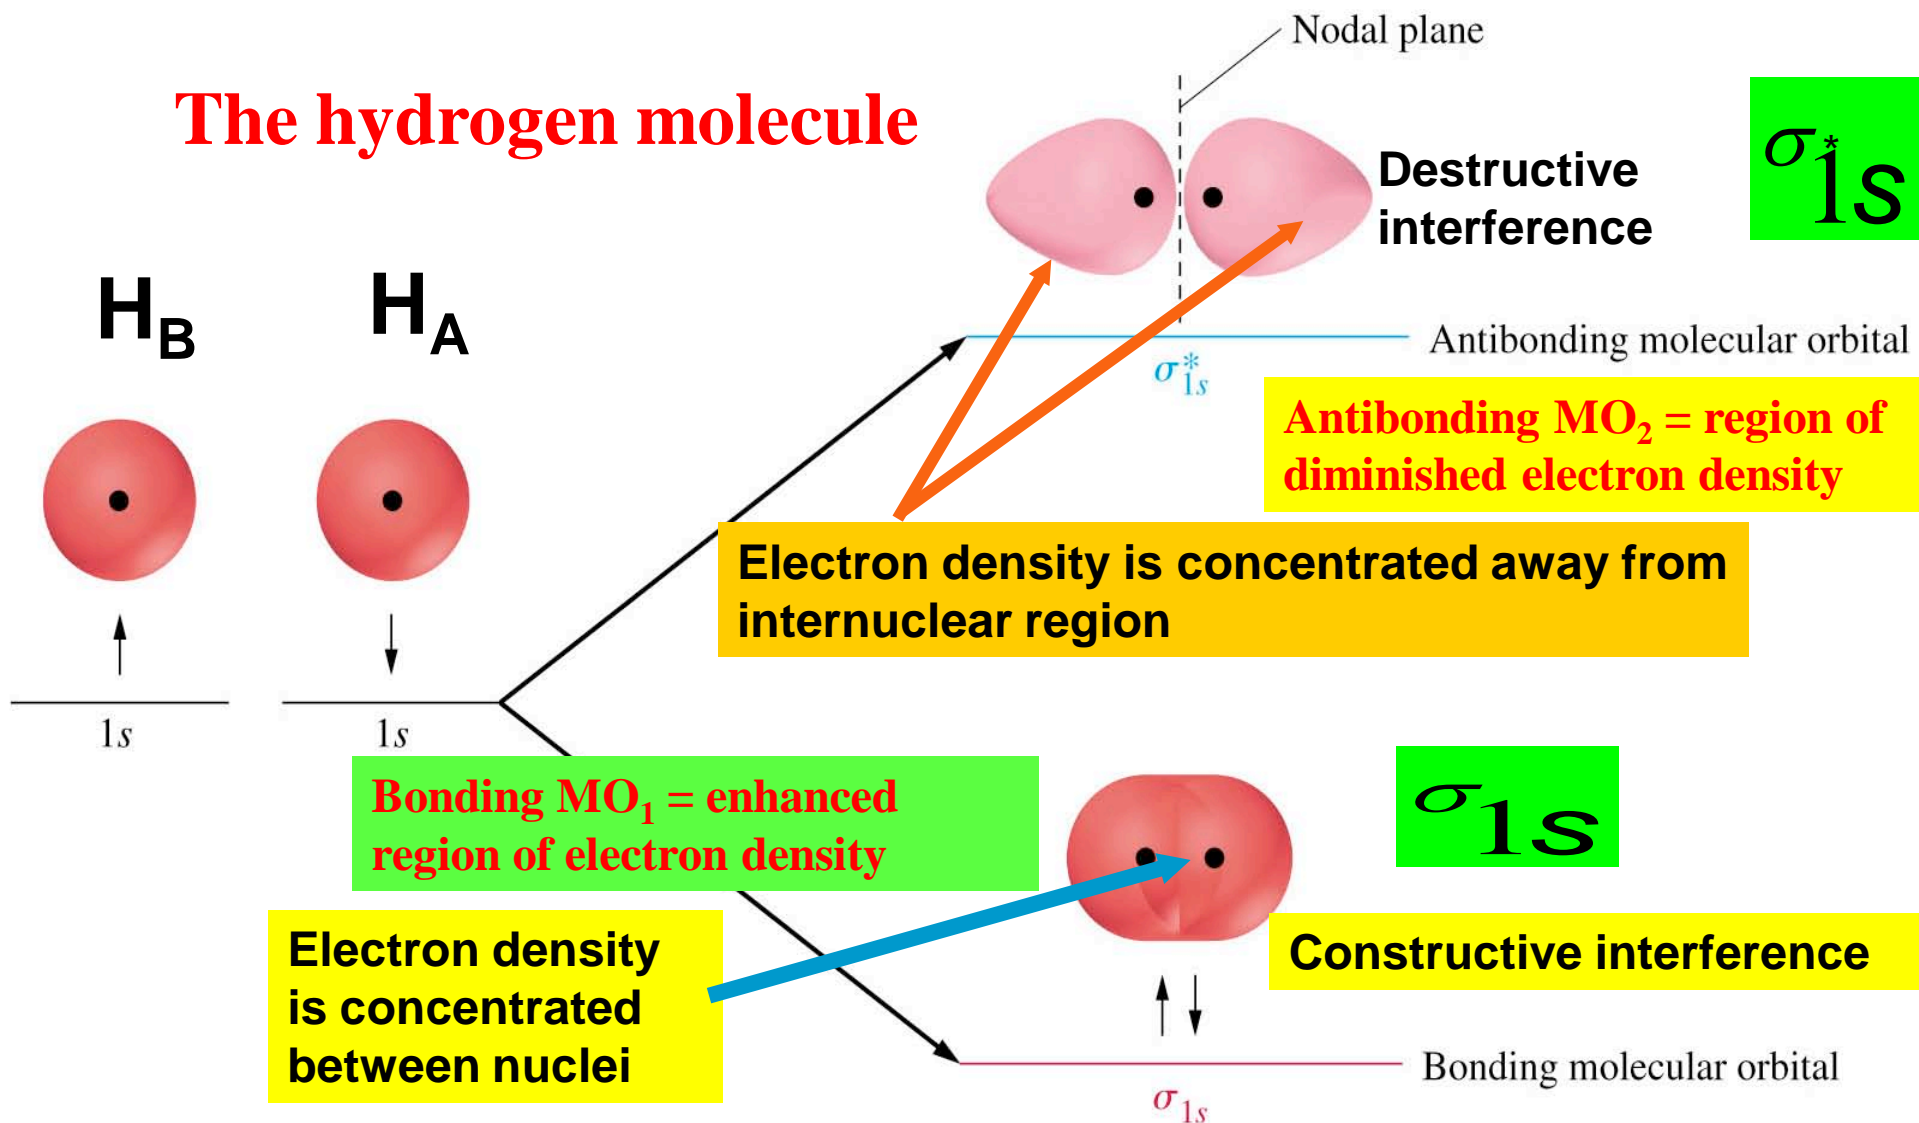 Nodal plane
The hydrogen molecule
σ*1s
Destructive
interference
HB
HA
Antibonding molecular orbital
σ*1s
Antibonding MO2 = region of
diminished electron density
Electron density is concentrated away from
internuclear region
1s
1s
Bonding MO1 = enhanced
region of electron density
σ1s
Electron density
is concentrated
between nuclei
Constructive interference
Bonding molecular orbital
σ1s